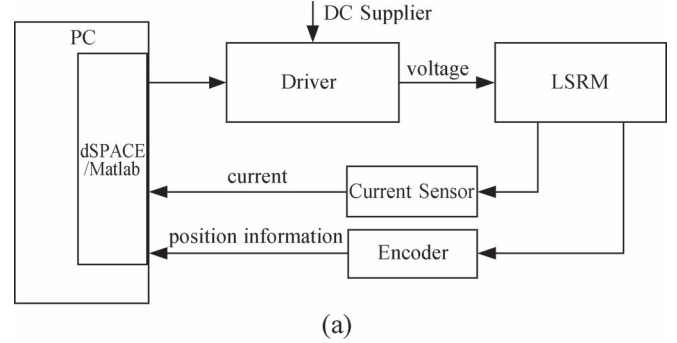 DC Supplier
PC
Driver
voltage
LSRM
dSPACE
/Matlab
current
Current Sensor
position information
Encoder
(a)